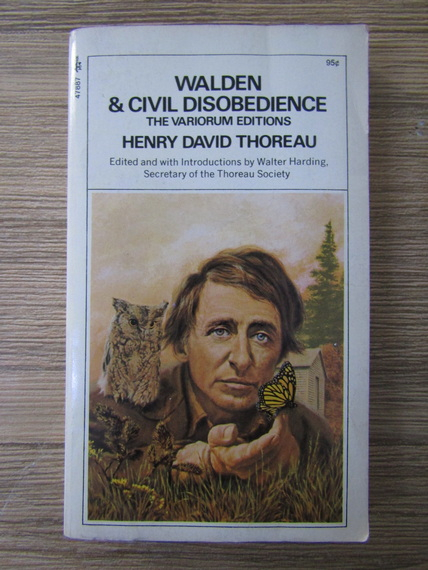 95¢
47887
WALDEN
& CIVIL DISOBEDIENCE
THE VARIORUM EDITIONS
HENRY DAVID THOREAU
Edited and with Introductions by Walter Harding,
Secretary of the Thoreau Society